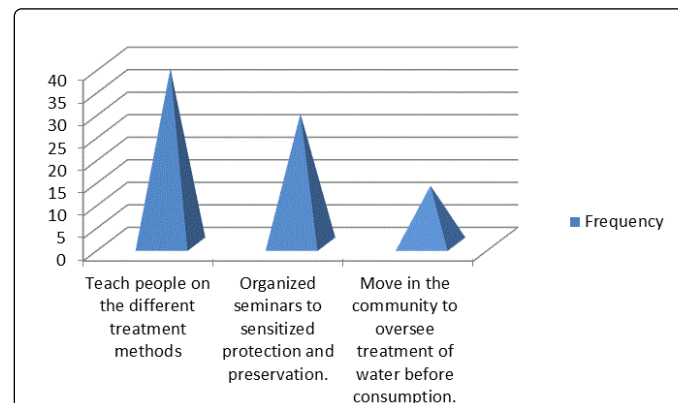 40
35
30
25
20
15
10
5
0
Teach people on
the different
treatment
methods
Organized
seminars to
sensitized
protection and
preservation.
Move in the
community to
oversee
treatment of
water before
consumption.
Frequency